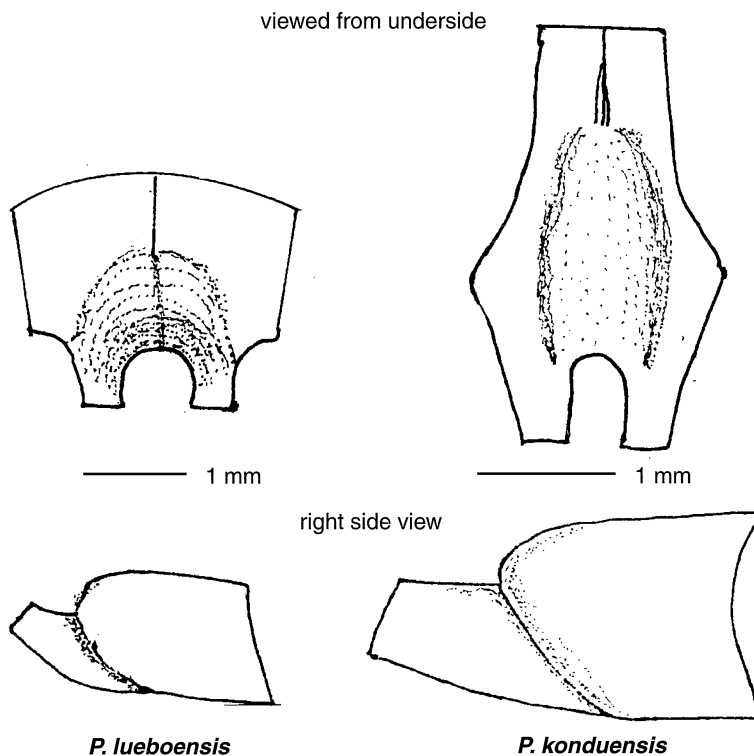 viewed from underside
1 mm
1 mm
right side view
P. lueboensis
P. konduensis